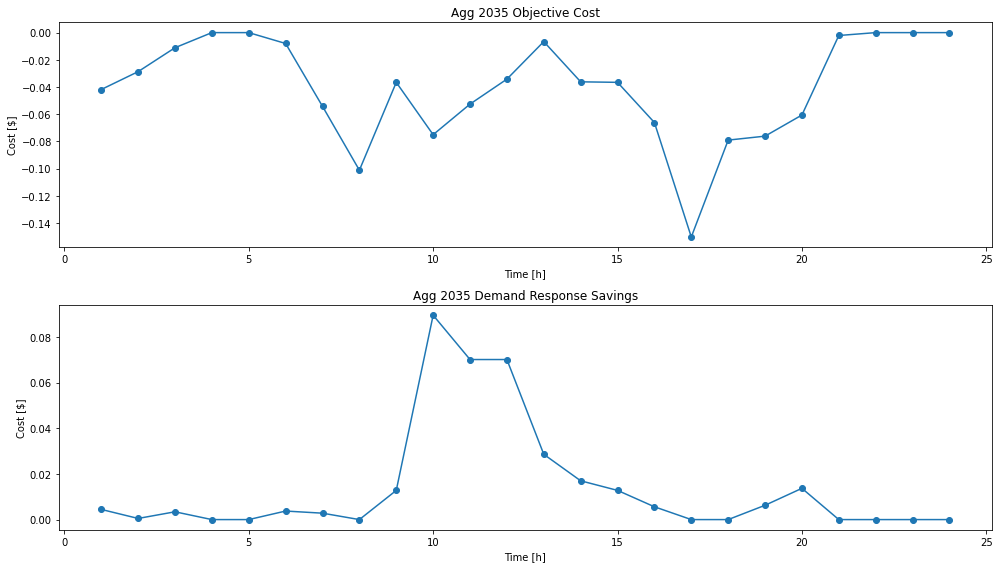 Agg 2035 Objective Cost
0.00
−0.02
−0.04
−0.06
−0.08
−0.10
−0.12
−0.14
Cost [$]
0 5 10 15 20 25
Time [h]
Agg 2035 Demand Response Savings
0.08
0.06
0.04
0.02
0.00
Cost [$]
0 5 10 15 20 25
Time [h]